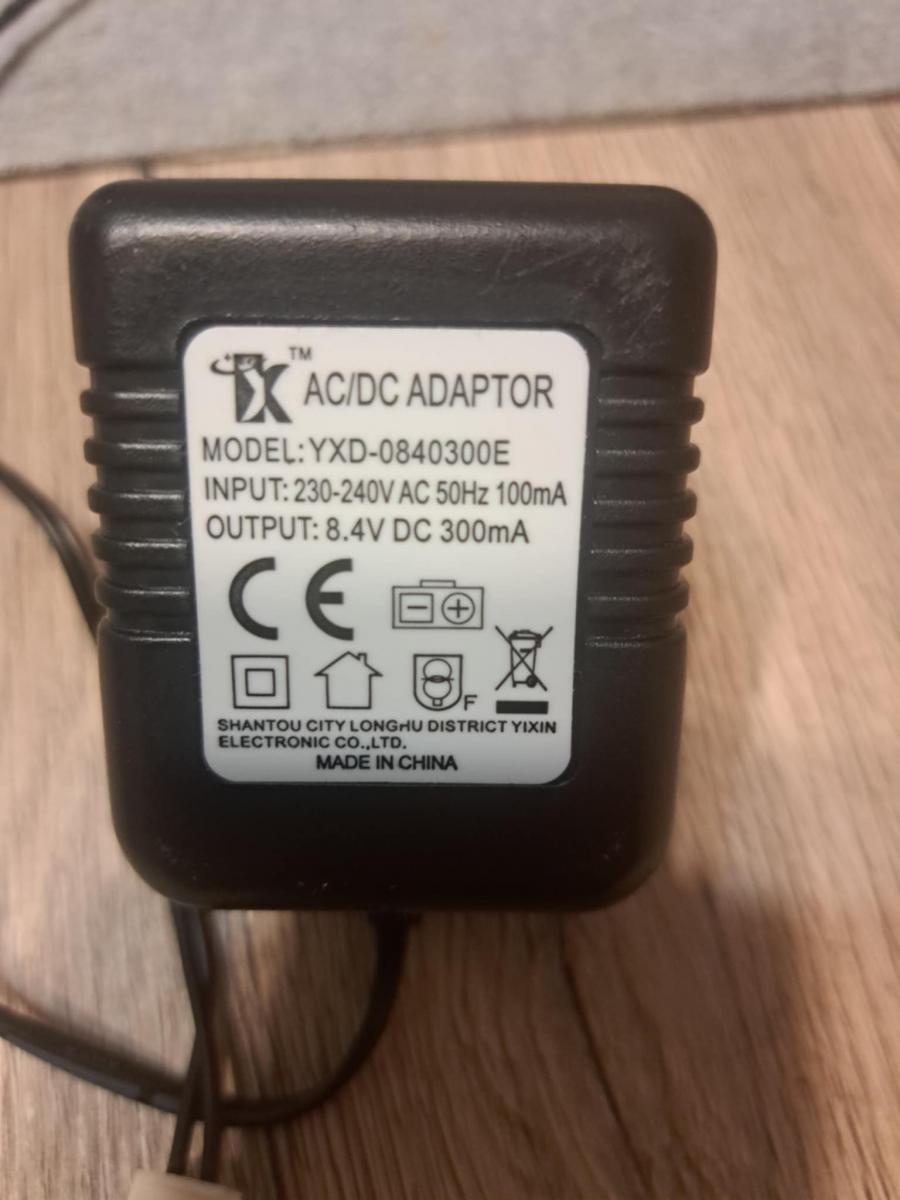 TX™ AC/DC ADAPTOR
MODEL: YXD-0840300E
INPUT: 230-240V AC 50Hz 100mA
OUTPUT: 8.4V DC 300mA
CE
F
SHANTOU CITY LONGHU DISTRICT YIXIN
ELECTRONIC CO.,LTD.
MADE IN CHINA